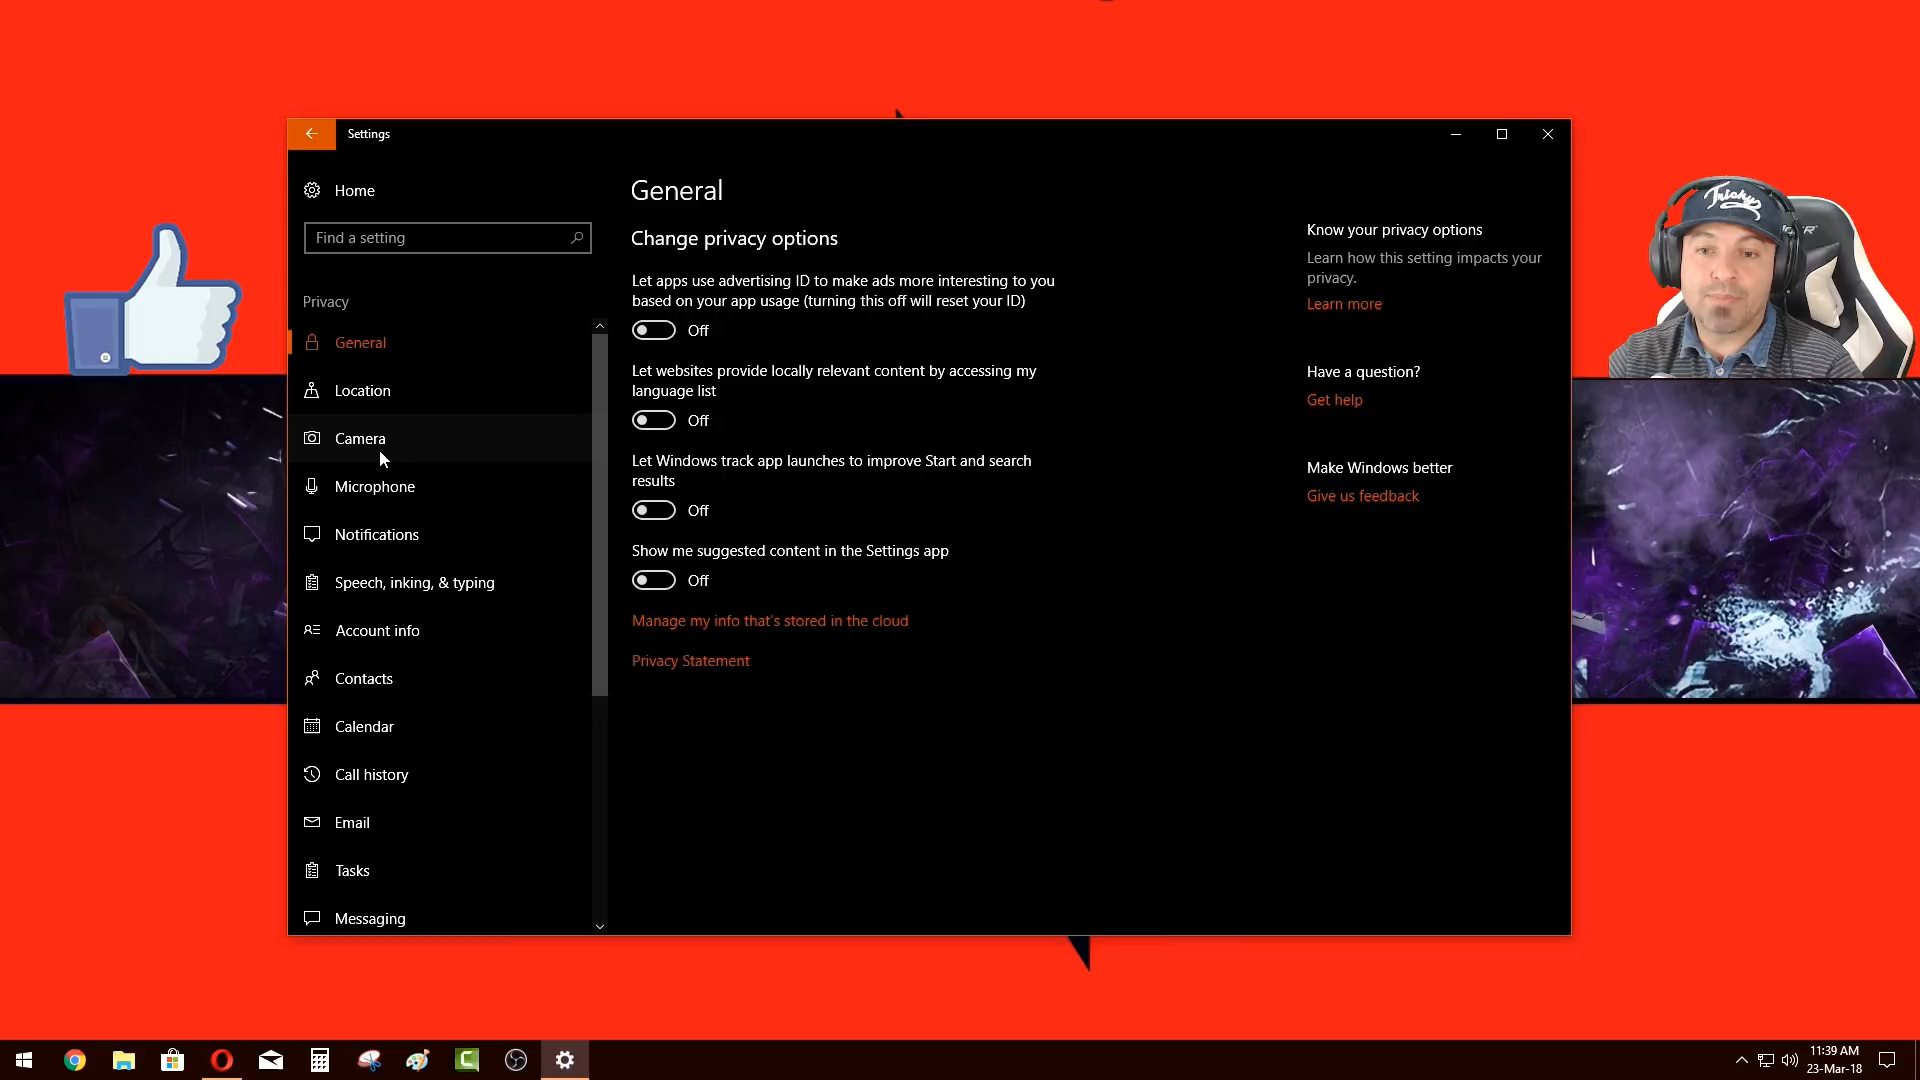 Settings
Home
Find a setting
Privacy
General
Location
Camera
Microphone
Notifications
Speech, inking, & typing
Account info
Contacts
Calendar
Call history
Email
Tasks
Messaging
General
Change privacy options
Let apps use advertising ID to make ads more interesting to you
based on your app usage (turning this off will reset your ID)
Off
Let websites provide locally relevant content by accessing my
language list
Off
Let Windows track app launches to improve Start and search
results
Off
Show me suggested content in the Settings app
Off
Manage my info that's stored in the cloud
Privacy Statement
Know your privacy options
Learn how this setting impacts your
privacy.
Learn more
Have a question?
Get help
Make Windows better
Give us feedback
Tricky
11:39 AM
23-Mar-18